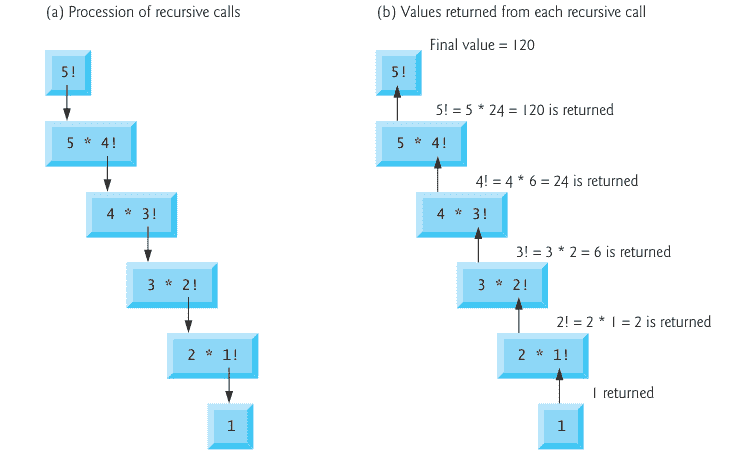 (a) Procession of recursive calls
5!
5 * 4!
4 * 3!
3 * 2!
2 * 1!
1
(b) Values returned from each recursive call
Final value = 120
5!
5! = 5 * 24 = 120 is returned
5 * 4!
4! = 4 * 6 = 24 is returned
4 * 3!
3! = 3 * 2 = 6 is returned
3 * 2!
2! = 2 * 1 = 2 is returned
2 * 1!
1 returned
1